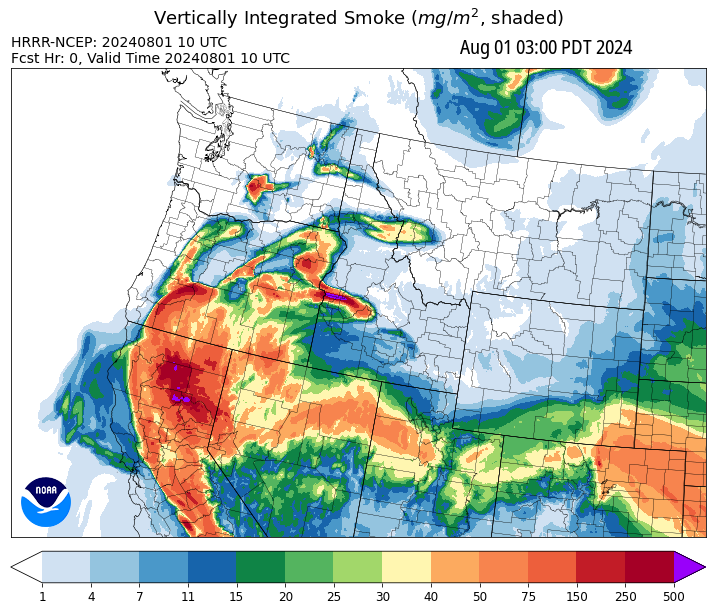 Vertically Integrated Smoke (mg/m², shaded)
HRRR-NCEP: 20240801 10 UTC
Fcst Hr: 0, Valid Time 20240801 10 UTC
Aug 01 03:00 PDT 2024
NOAA
1 4 7 11 15 20 25 30 40 50 75 150 250 500